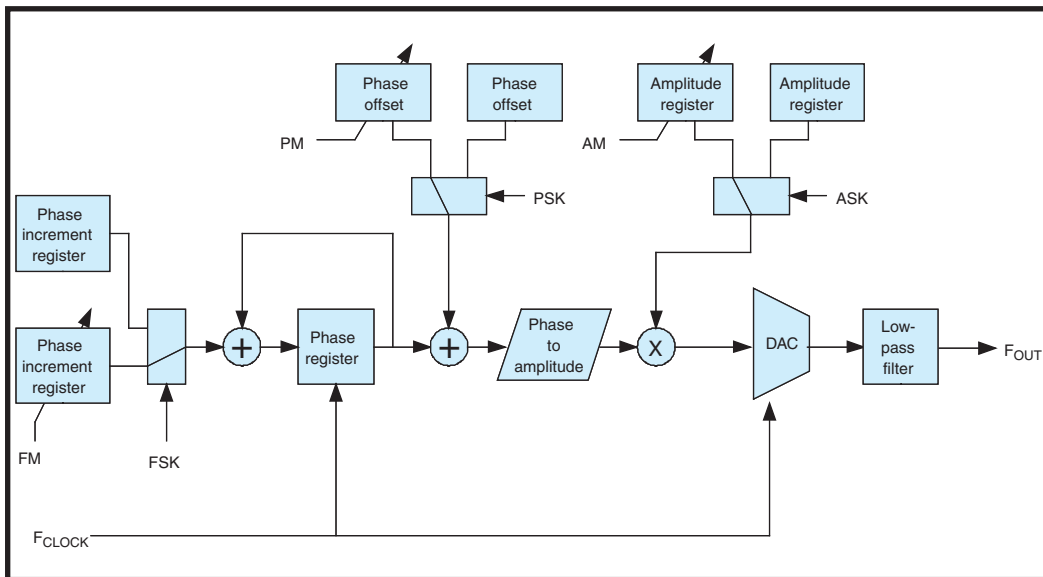 Phase
offset
Phase
offset
Amplitude
register
Amplitude
register
PM
AM
PSK
ASK
Phase
increment
register
Phase
increment
register
+
Phase
register
+
Phase
to
amplitude
X
DAC
Low-
pass
filter
FOUT
FM
FSK
FCLOCK